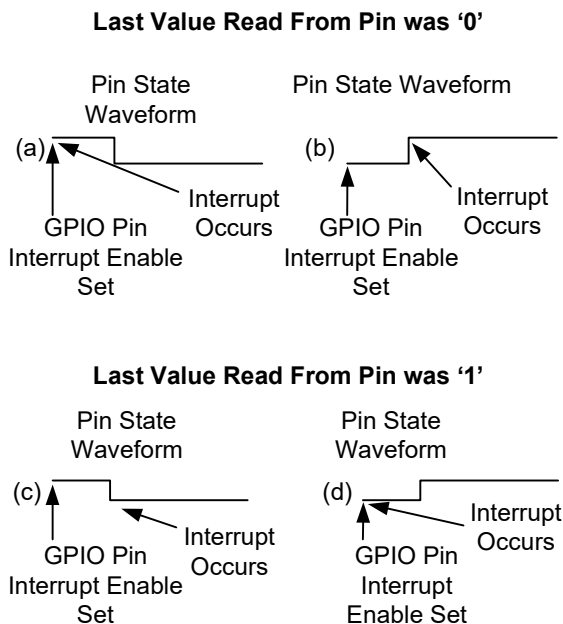 Last Value Read From Pin was ‘0’
Pin State
Waveform
Pin State Waveform
(a)
(b)
Interrupt
Occurs
Interrupt
Occurs
GPIO Pin
Interrupt Enable
Set
GPIO Pin
Interrupt Enable
Set
Last Value Read From Pin was ‘1’
Pin State
Waveform
Pin State
Waveform
(c)
(d)
Interrupt
Occurs
Interrupt
Occurs
GPIO Pin
Interrupt Enable
Set
GPIO Pin
Interrupt
Enable Set